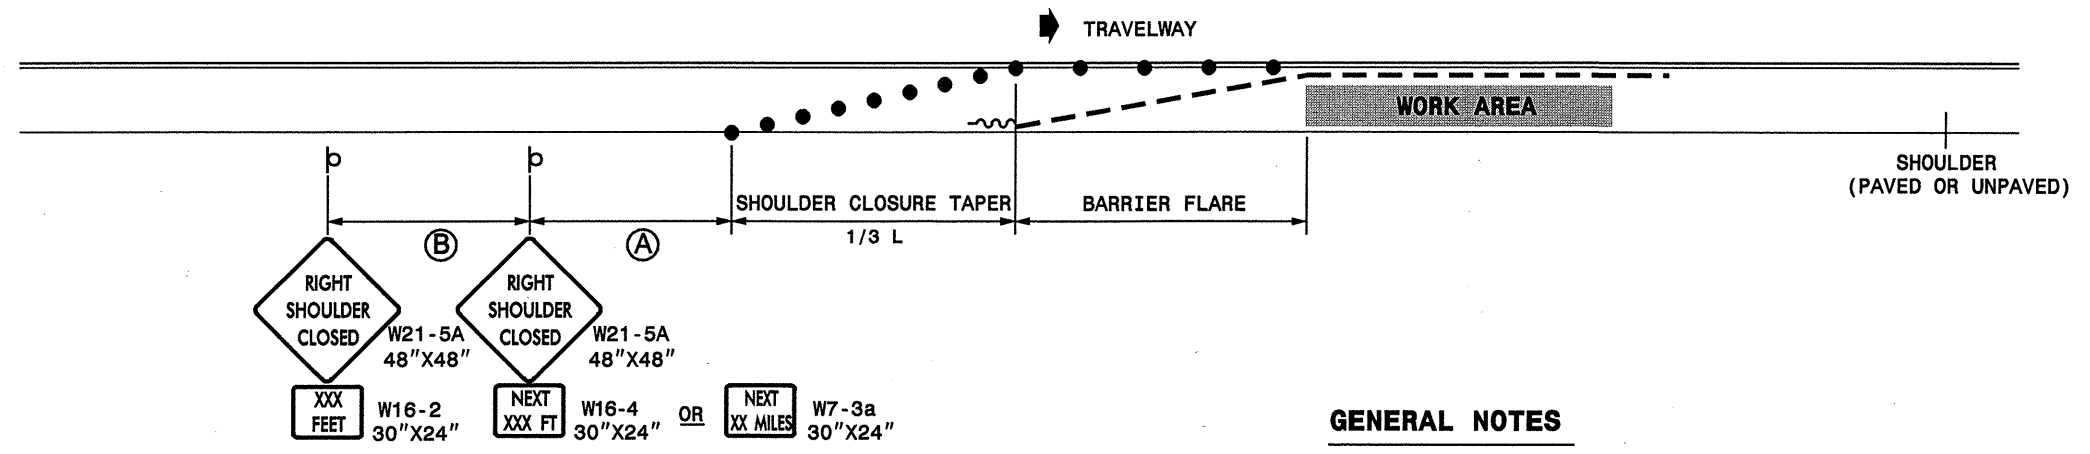 TRAVELWAY
WORK AREA
SHOULDER
(PAVED OR UNPAVED)
SHOULDER CLOSURE TAPER
BARRIER FLARE
1/3 L
B
A
RIGHT
SHOULDER
CLOSED
W21-5A
48"X48"
RIGHT
SHOULDER
CLOSED
W21-5A
48"X48"
XXX
FEET
W16-2
30"X24"
NEXT
XXX FT
W16-4
30"X24"
OR
NEXT
XX MILES
W7-3a
30"X24"
GENERAL NOTES